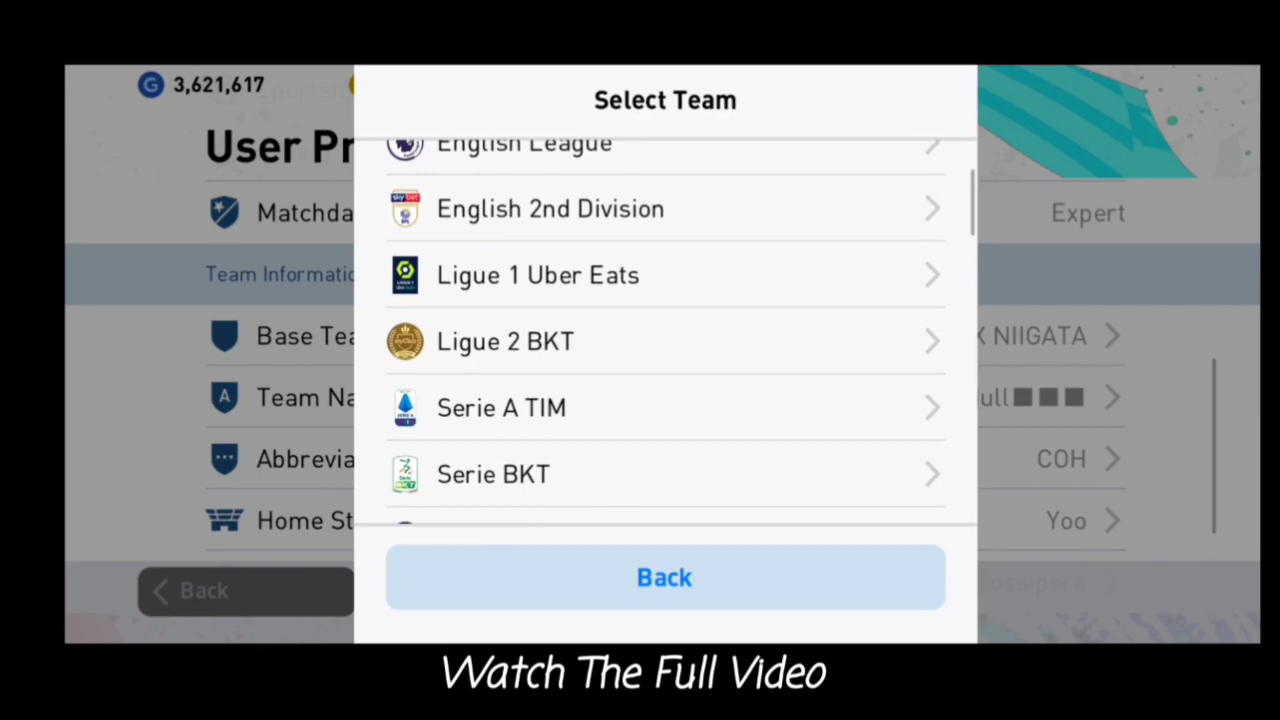 3,621,617
Select Team
User Pr
English League
Matchda
English 2nd Division
Expert
Team Informatio
Ligue 1 Uber Eats
Base Tea
Ligue 2 BKT
NIIGATA
Team Na
Serie A TIM
ull■■■
Abbrevia
Serie BKT
COH
Home St
Yoo
Back
Back
Watch The Full Video